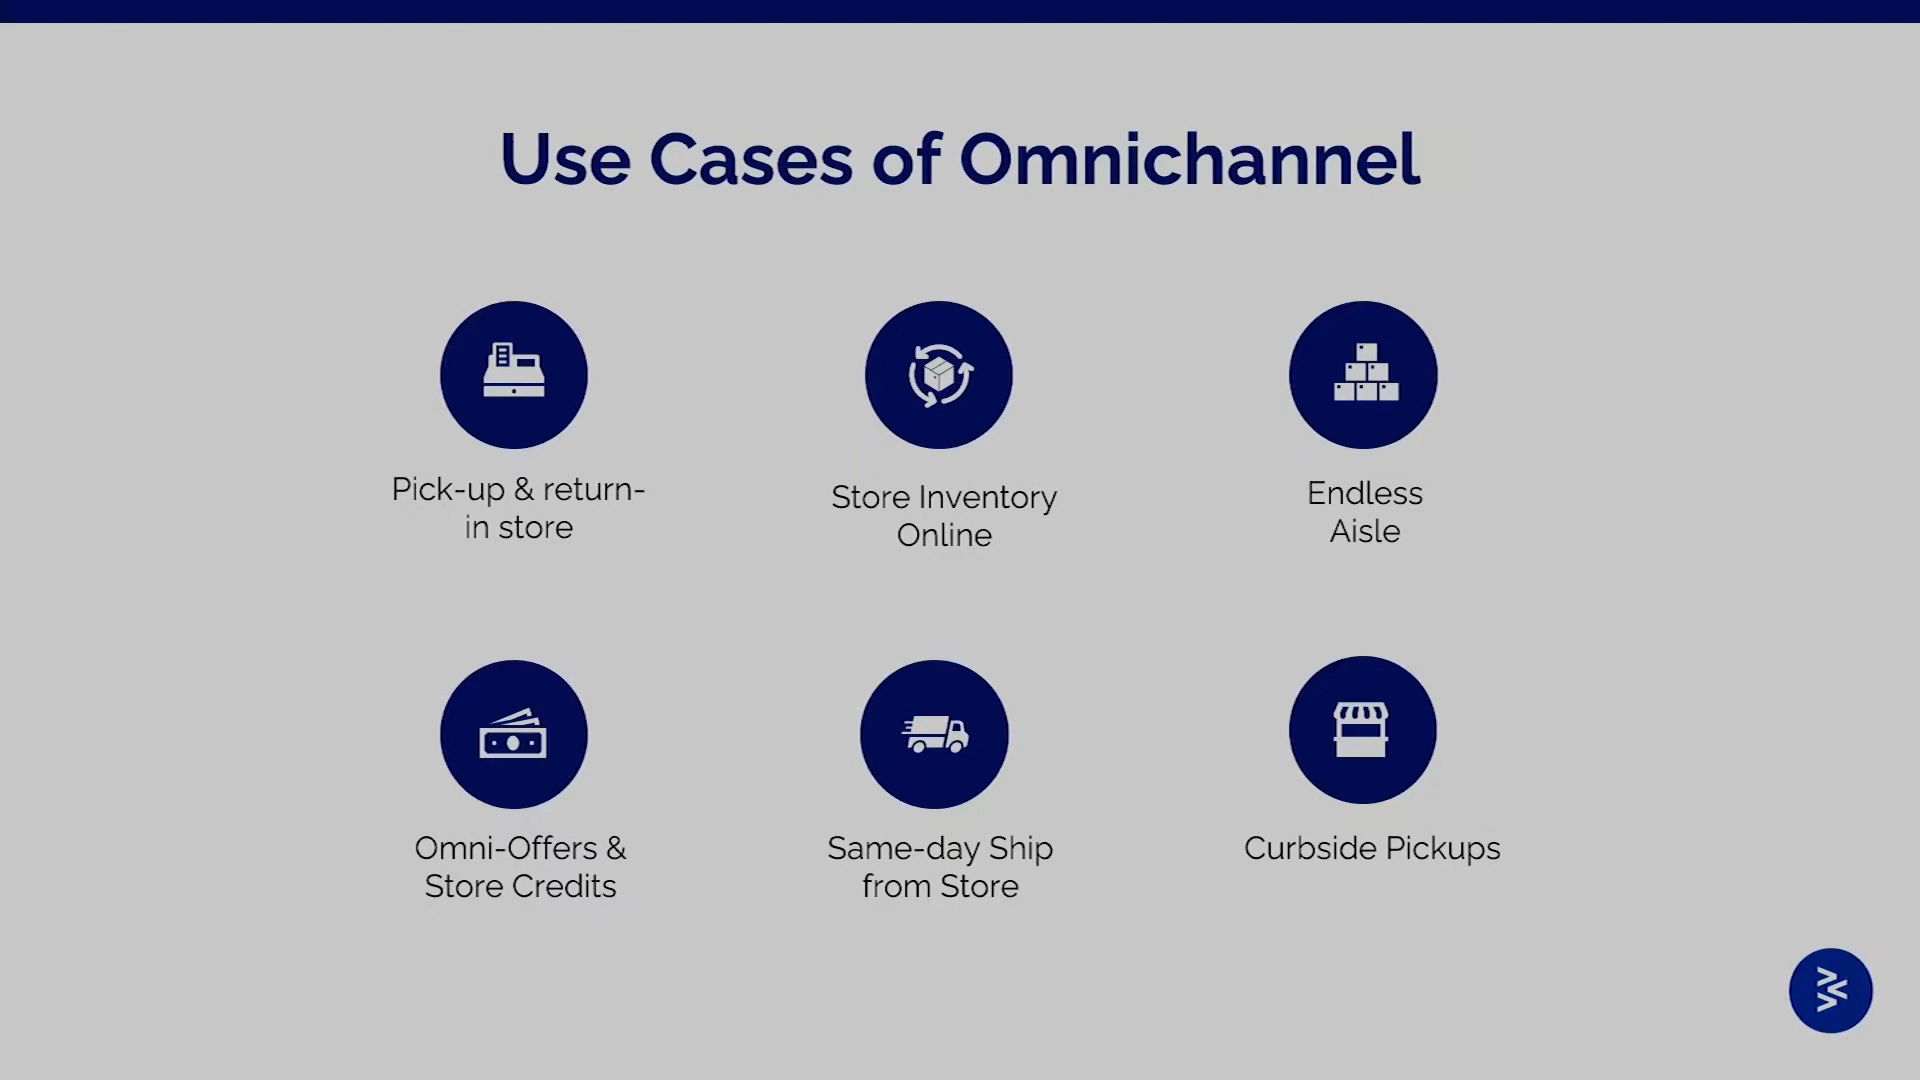 Use Cases of Omnichannel
Pick-up & return-
in store
Store Inventory
Online
Endless
Aisle
Omni-Offers &
Store Credits
Same-day Ship
from Store
Curbside Pickups